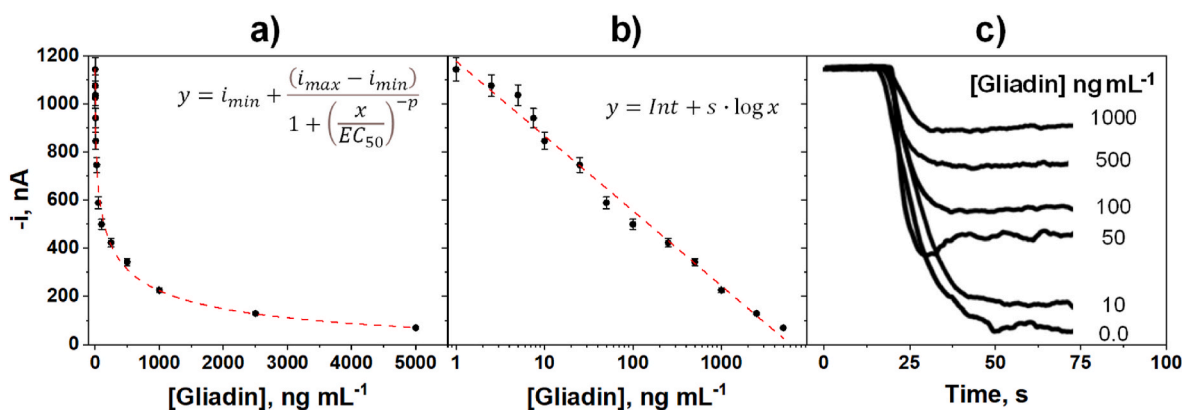 a)
b)
c)
-i, nA
1200
1000
800
600
400
200
0
y = i_min + (i_max − i_min) / 1 + (x / EC_50)^−p
0 1000 2000 3000 4000 5000
[Gliadin], ng mL-1
y = Int + s · log x
1 10 100 1000
[Gliadin], ng mL-1
[Gliadin] ng mL-1
1000
500
100
50
10
0.0
0 25 50 75 100
Time, s